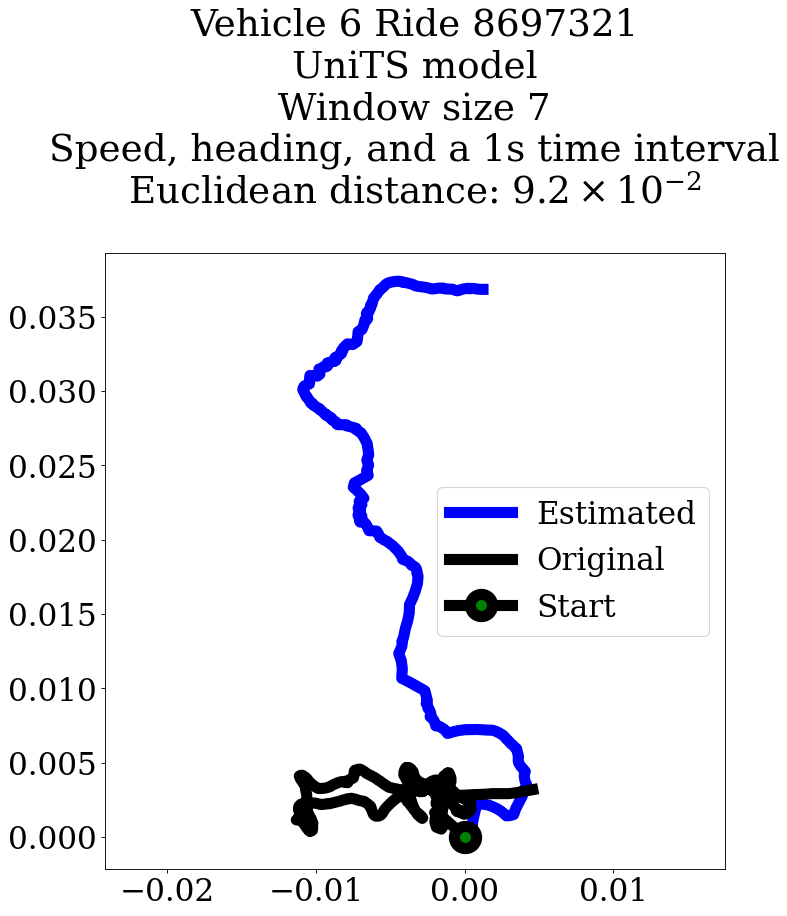 Vehicle 6 Ride 8697321
UniTS model
Window size 7
Speed, heading, and a 1s time interval
Euclidean distance: 9.2 × 10⁻²
0.035
0.030
0.025
0.020
0.015
0.010
0.005
0.000
Estimated
Original
Start
−0.02 −0.01 0.00 0.01